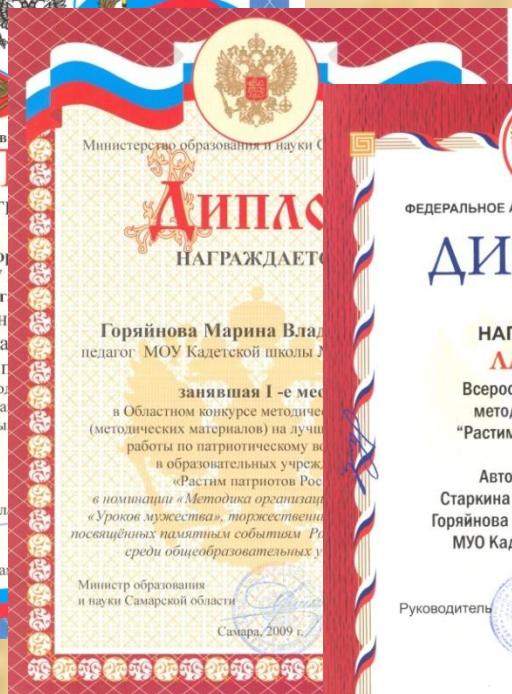 Министерство образования и науки С
Дипло
НАГРАЖДАЕТС
Горяйнова Марина Влад
педагог МОУ Кадетской школы
занявшая I -е мес
в Областном конкурсе методичес
(методических материалов) на лучш
работы по патриотическому во
в образовательных учрежд
«Растим патриотов Рос
в номинации «Методика организац
«Уроков мужества», торжественн
посвящённых памятным событиям Ро
среди общеобразовательных у
Министр образования
и науки Самарской области
Самара, 2009 г.
ФЕДЕРАЛЬНОЕ А
ДИ
НАГ
ЛА
Всерос
метод
"Растим
Авто
Старкина
Горяйнова
МУО Кад
Руководитель